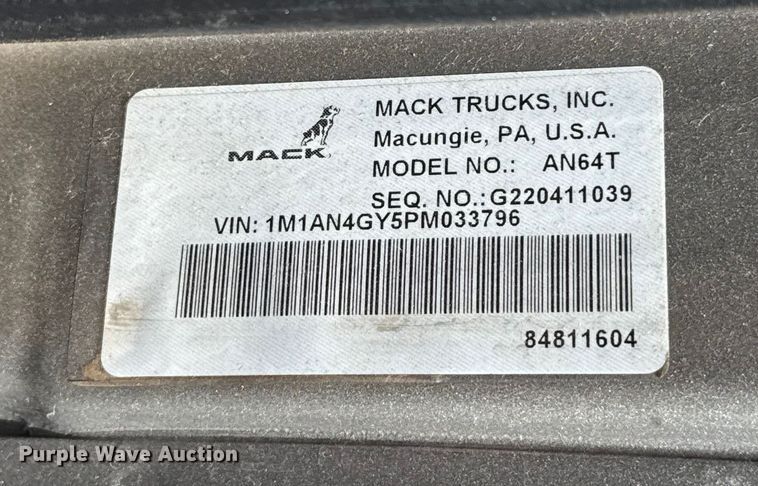 MACK TRUCKS, INC.
MACK
Macungie, PA, U.S.A.
MODEL NO.: AN64T
SEQ. NO.:G220411039
VIN: 1M1AN4GY5PM033796
84811604
Purple Wave Auction